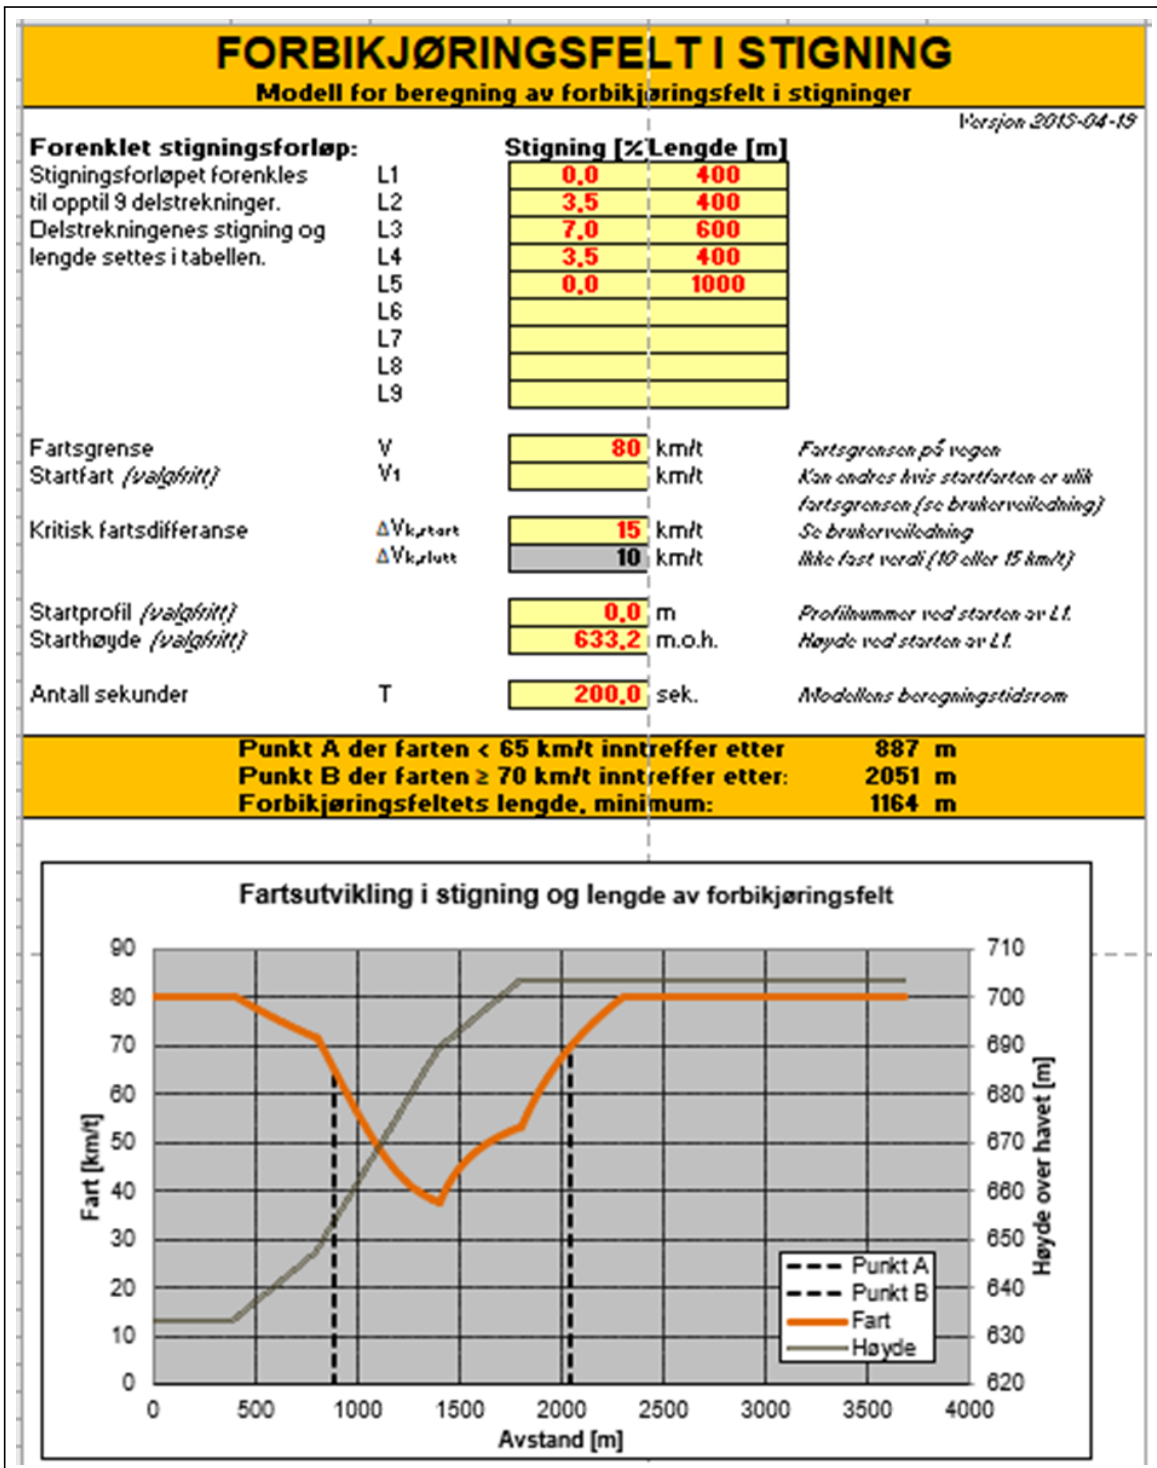 FORBIKJØRINGSFELT I STIGNING
Modell for beregning av forbikjøringsfelt i stigninger
Versjon 2013-04-19
Forenklet stigningsforløp: Stigning [% Lengde [m]
Stigningsforløpet forenkles L1 0,0 400
til opptil 9 delstrekninger. L2 3,5 400
Delstrekningenes stigning og L3 7,0 600
lengde settes i tabellen. L4 3,5 400
L5 0,0 1000
L6
L7
L8
L9
Fartsgrense V 80 km/t Fartsgrensen på vegen
Startfart (valgfritt) V1 km/t Kan endres hvis startfarten er ulik
fartsgrensen (se brukerveiledning)
Kritisk fartsdifferanse ΔVk,start 15 km/t Se brukerveiledning
ΔVk,slutt 10 km/t Ikke fast verdi (10 eller 15 km/t)
Startprofil (valgfritt) 0,0 m Profilnummer ved starten av L1.
Starthøyde (valgfritt) 633,2 m.o.h. Høyde ved starten av L1.
Antall sekunder T 200,0 sek. Modellens beregningstidsrom
Punkt A der farten < 65 km/t inntreffer etter 887 m
Punkt B der farten ≥ 70 km/t inntreffer etter: 2051 m
Forbikjøringsfeltets lengde, minimum: 1164 m
Fartsutvikling i stigning og lengde av forbikjøringsfelt
90 710
80 700
70 690
60 680
50 670
40 660
30 650
20 640
10 630
0 620
Fart [km/t]
Høyde over havet [m]
Punkt A
Punkt B
Fart
Høyde
0 500 1000 1500 2000 2500 3000 3500 4000
Avstand [m]